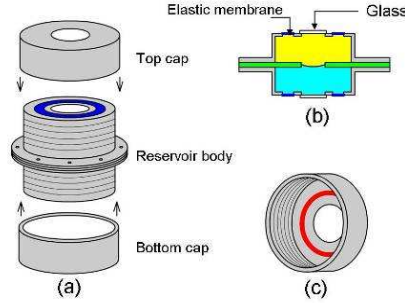 Elastic membrane
Glass
Top cap
(b)
Reservoir body
Bottom cap
(a)
(c)